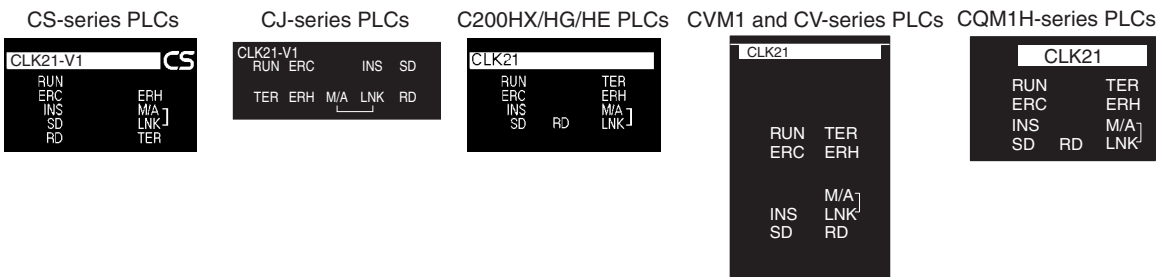 CS-series PLCs
CLK21-V1 CS
RUN
ERC ERH
INS M/A
SD LNK
RD TER
CJ-series PLCs
CLK21-V1
RUN ERC INS SD
TER ERH M/A LNK RD
C200HX/HG/HE PLCs
CLK21
RUN TER
ERC ERH
INS M/A
SD RD LNK
CVM1 and CV-series PLCs
CLK21
RUN TER
ERC ERH
M/A
INS LNK
SD RD
CQM1H-series PLCs
CLK21
RUN TER
ERC ERH
INS M/A
SD RD LNK